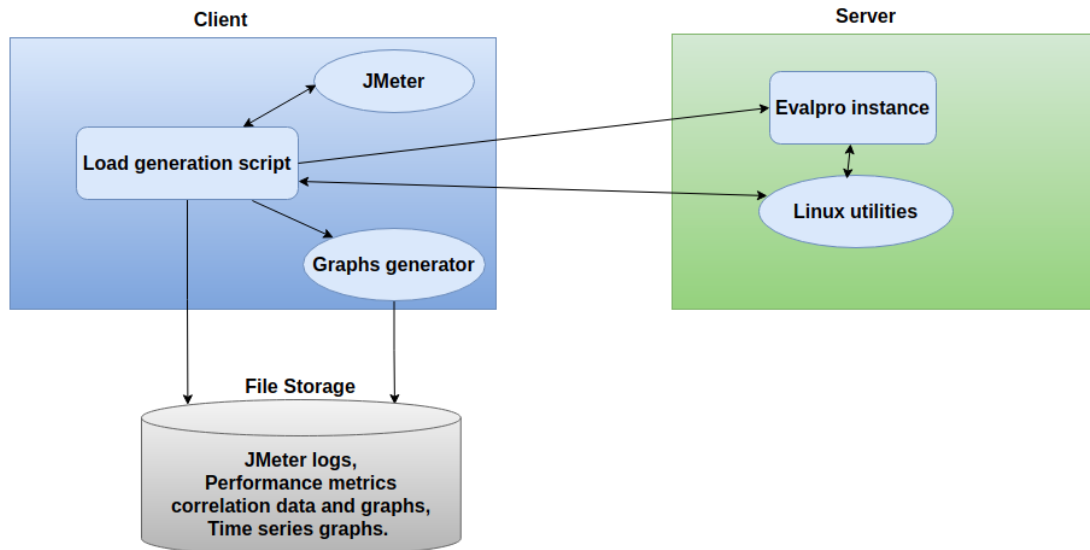 Client
Server
JMeter
Evalpro instance
Load generation script
Linux utilities
Graphs generator
File Storage
JMeter logs,
Performance metrics
correlation data and graphs,
Time series graphs.